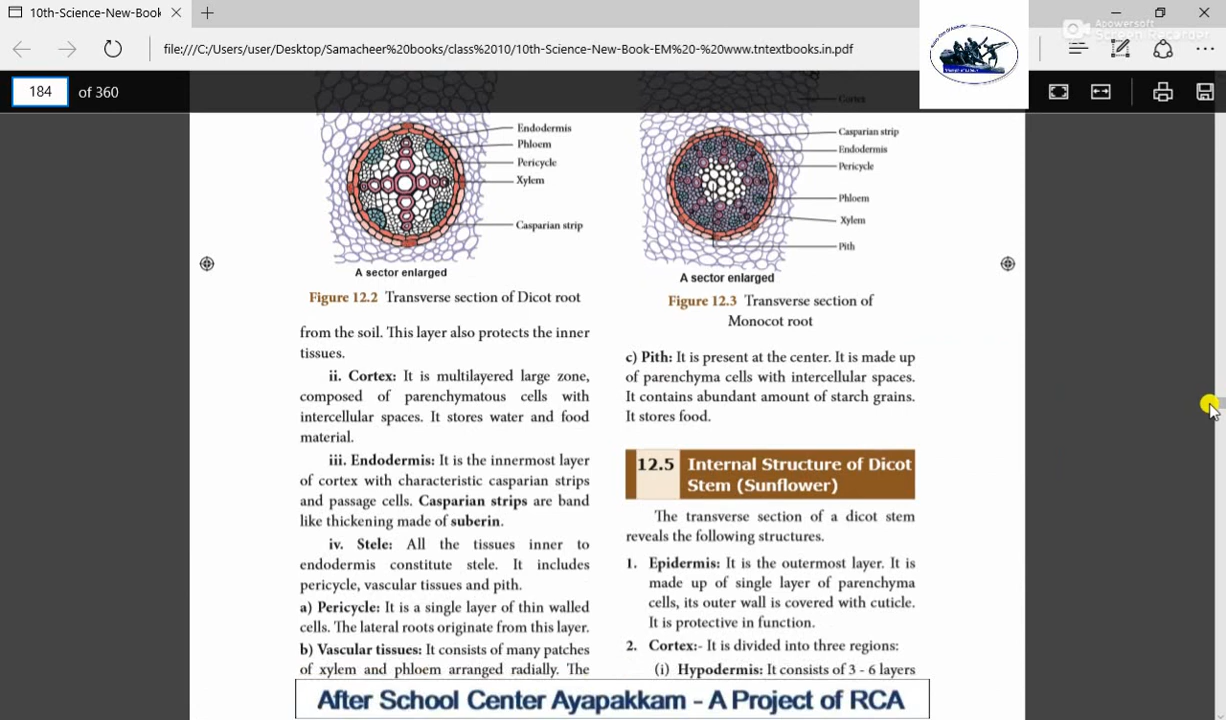 10th-Science-New-Book
Apowersoft
Screen Recorder
file:///C:/Users/user/Desktop/Samacheer%20books/class%2010/10th-Science-New-Book-EM%20-%20www.tntextbooks.in.pdf
184 of 360
Cortex
Endodermis
Phloem
Pericycle
Xylem
Casparian strip
A sector enlarged
Figure 12.2 Transverse section of Dicot root
from the soil. This layer also protects the inner
tissues.
ii. Cortex: It is multilayered large zone,
composed of parenchymatous cells with
intercellular spaces. It stores water and food
material.
iii. Endodermis: It is the innermost layer
of cortex with characteristic casparian strips
and passage cells. Casparian strips are band
like thickening made of suberin.
iv. Stele: All the tissues inner to
endodermis constitute stele. It includes
pericycle, vascular tissues and pith.
a) Pericycle: It is a single layer of thin walled
cells. The lateral roots originate from this layer.
b) Vascular tissues: It consists of many patches
of xylem and phloem arranged radially. The
Casparian strip
Endodermis
Pericycle
Phloem
Xylem
Pith
A sector enlarged
Figure 12.3 Transverse section of
Monocot root
c) Pith: It is present at the center. It is made up
of parenchyma cells with intercellular spaces.
It contains abundant amount of starch grains.
It stores food.
12.5 Internal Structure of Dicot
Stem (Sunflower)
The transverse section of a dicot stem
reveals the following structures.
1. Epidermis: It is the outermost layer. It is
made up of single layer of parenchyma
cells, its outer wall is covered with cuticle.
It is protective in function.
2. Cortex:- It is divided into three regions:
(i) Hypodermis: It consists of 3 - 6 layers
After School Center Ayapakkam - A Project of RCA